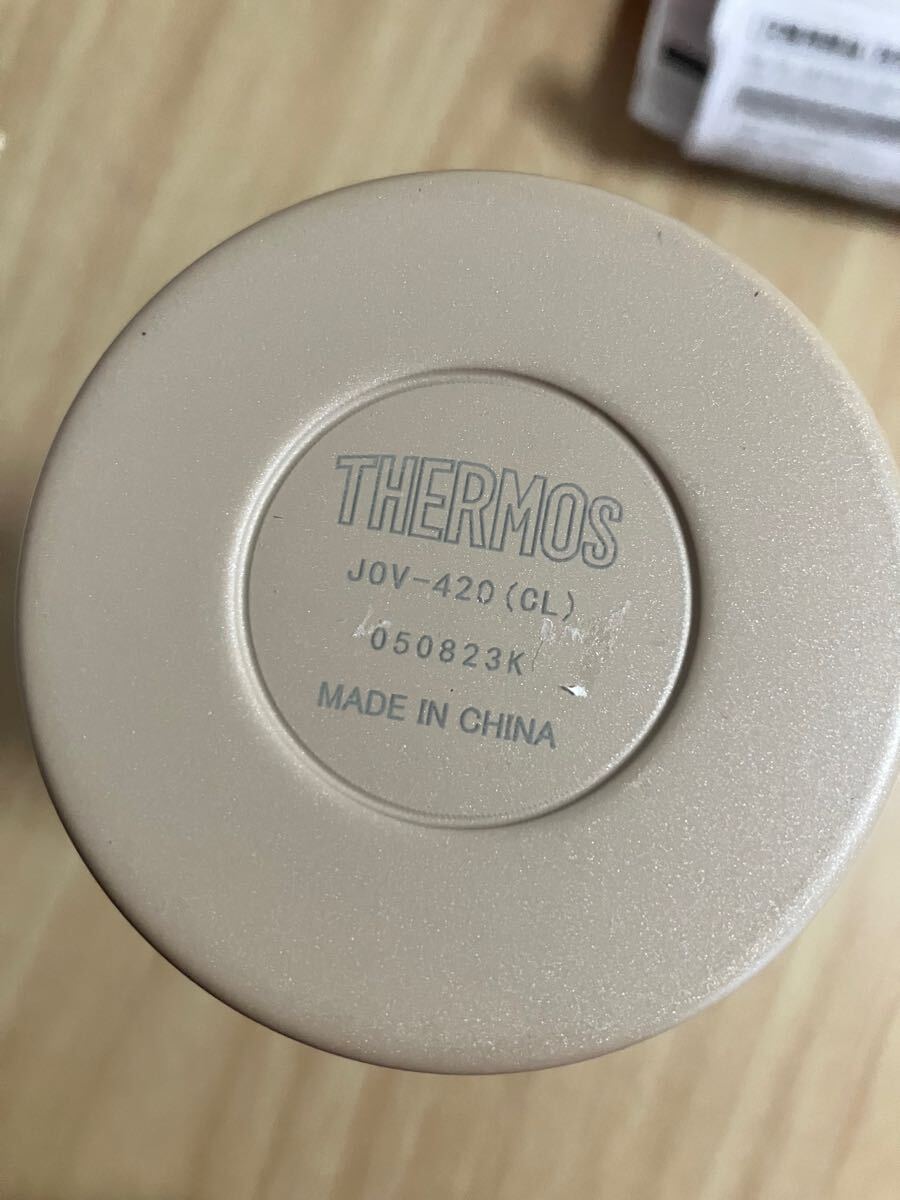 THERMOS
JOV-420(CL)
050823K
MADE IN CHINA